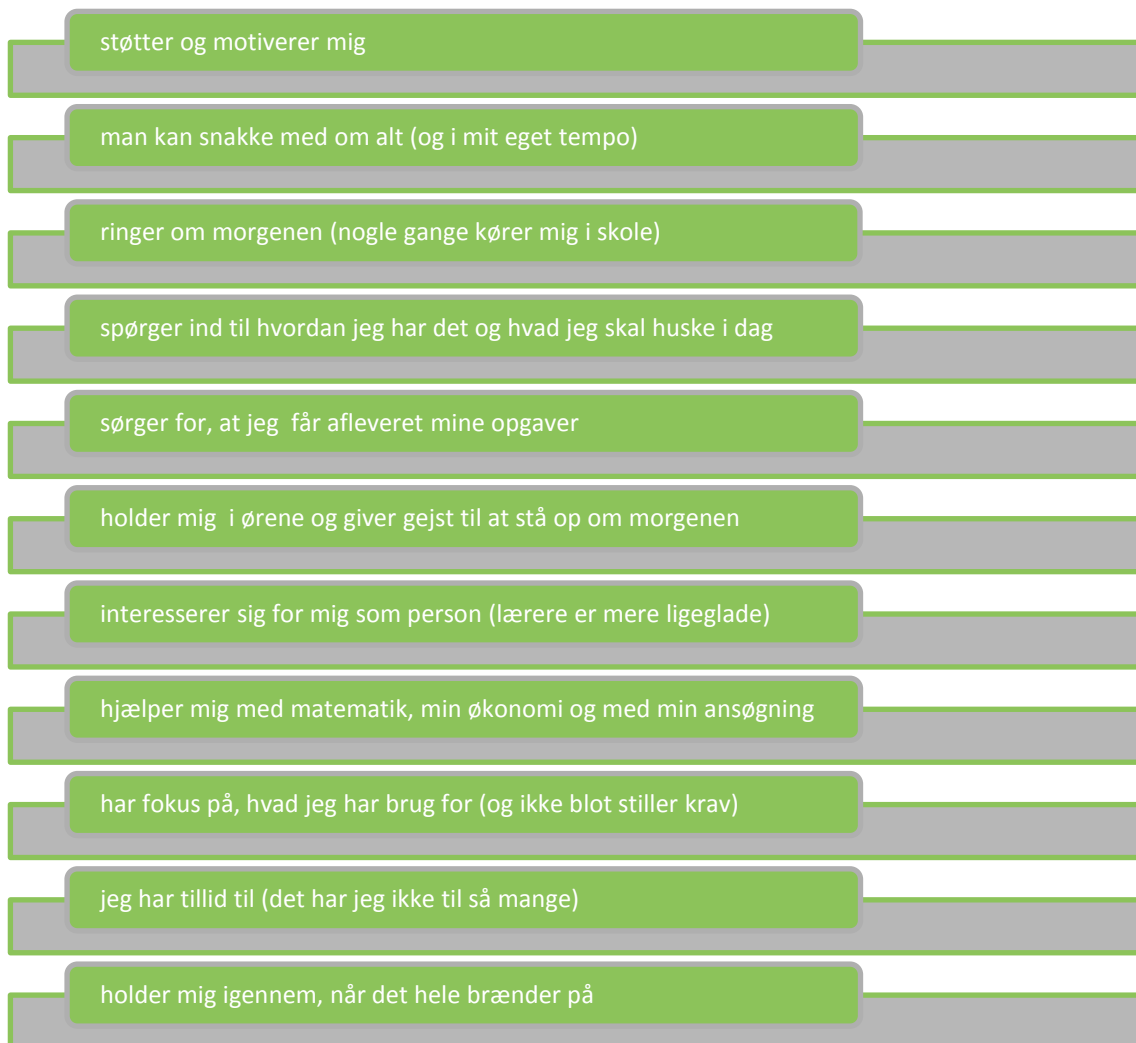 støtter og motiverer mig
man kan snakke med om alt (og i mit eget tempo)
ringer om morgenen (nogle gange kører mig i skole)
spørger ind til hvordan jeg har det og hvad jeg skal huske i dag
sørger for, at jeg  får afleveret mine opgaver
holder mig  i ørene og giver gejst til at stå op om morgenen
interesserer sig for mig som person (lærere er mere ligeglade)
hjælper mig med matematik, min økonomi og med min ansøgning
har fokus på, hvad jeg har brug for (og ikke blot stiller krav)
jeg har tillid til (det har jeg ikke til så mange)
holder mig igennem, når det hele brænder på